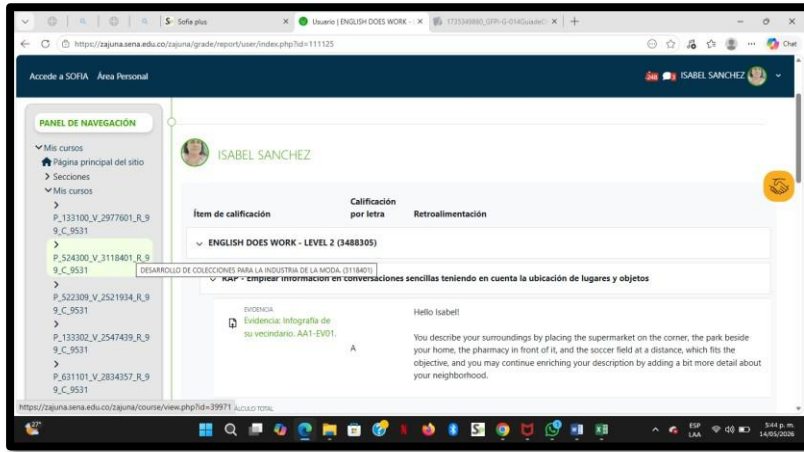 Sofia plus
Usuario | ENGLISH DOES WORK -
1735348880_GFPI-G-014GuiadeC
https://zajuna.sena.edu.co/zajuna/grade/report/user/index.php?id=111125
Chat
Accede a SOFIA Área Personal
248
ISABEL SANCHEZ
PANEL DE NAVEGACIÓN
Mis cursos
Página principal del sitio
Secciones
Mis cursos
P_133100_V_2977601_R_9
9_C_9531
P_524300_V_3118401_R_9
9_C_9531
P_522309_V_2521934_R_9
9_C_9531
P_133302_V_2547439_R_9
9_C_9531
P_631101_V_2834357_R_9
9_C_9531
DESARROLLO DE COLECCIONES PARA LA INDUSTRIA DE LA MODA. (3118401)
ISABEL SANCHEZ
Ítem de calificación
Calificación
por letra
Retroalimentación
ENGLISH DOES WORK - LEVEL 2 (3488305)
RAP - Emplear información en conversaciones sencillas teniendo en cuenta la ubicación de lugares y objetos
EVIDENCIA
Evidencia: Infografía de
su vecindario. AA1-EV01.
A
Hello Isabel!
You describe your surroundings by placing the supermarket on the corner, the park beside
your home, the pharmacy in front of it, and the soccer field at a distance, which fits the
objective, and you may continue enriching your description by adding a bit more detail about
your neighborhood.
https://zajuna.sena.edu.co/zajuna/course/view.php?id=39971
ÁLCULO TOTAL
27°
ESP
LAA
5:44 p. m.
14/05/2026